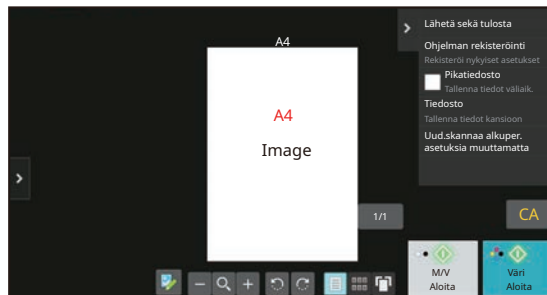 A4
A4
Image
1/1
Lähetä sekä tulosta
Ohjelman rekisteröinti
Rekisteröi nykyiset asetukset
Pikatiedosto
Tallenna tiedot väliaik.
Tiedosto
Tallenna tiedot kansioon
Uud.skannaa alkuper.
asetuksia muuttamatta
CA
M/V
Aloita
Väri
Aloita